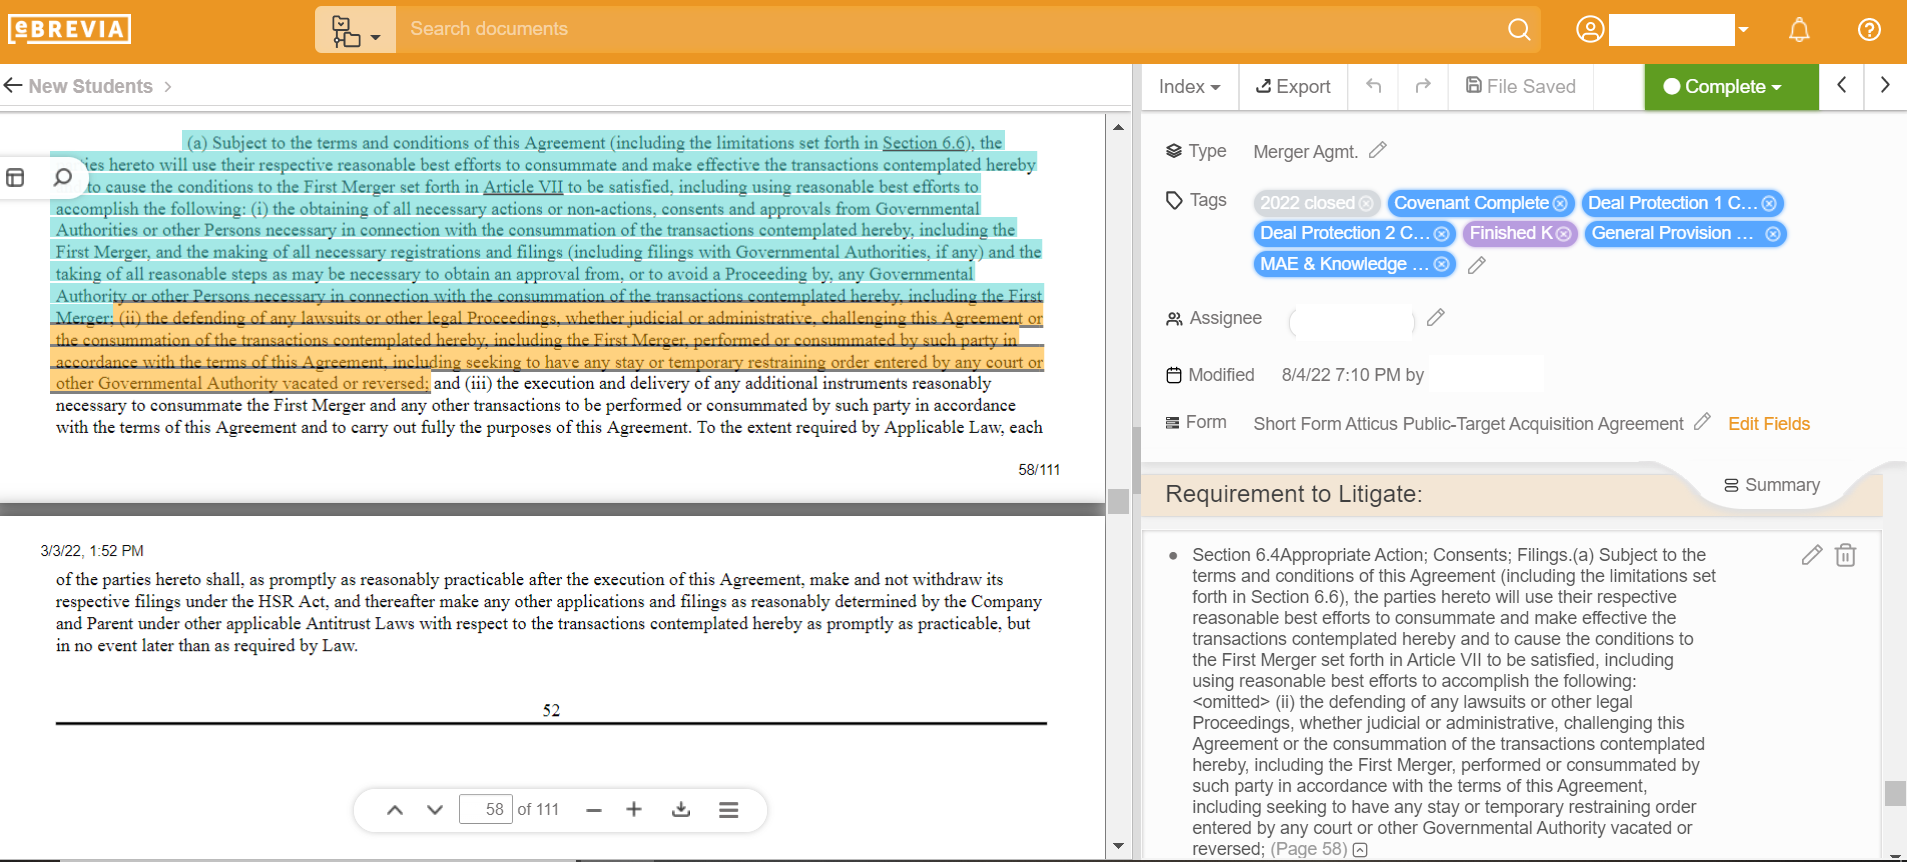 eBREVIA
Search documents
New Students
(a) Subject to the terms and conditions of this Agreement (including the limitations set forth in Section 6.6), the
ties hereto will use their respective reasonable best efforts to consummate and make effective the transactions contemplated hereby
to cause the conditions to the First Merger set forth in Article VII to be satisfied, including using reasonable best efforts to
accomplish the following: (i) the obtaining of all necessary actions or non-actions, consents and approvals from Governmental
Authorities or other Persons necessary in connection with the consummation of the transactions contemplated hereby, including the
First Merger, and the making of all necessary registrations and filings (including filings with Governmental Authorities, if any) and the
taking of all reasonable steps as may be necessary to obtain an approval from, or to avoid a Proceeding by, any Governmental
Authority or other Persons necessary in connection with the consummation of the transactions contemplated hereby, including the First
Merger; (ii) the defending of any lawsuits or other legal Proceedings, whether judicial or administrative, challenging this Agreement or
the consummation of the transactions contemplated hereby, including the First Merger, performed or consummated by such party in
accordance with the terms of this Agreement, including seeking to have any stay or temporary restraining order entered by any court or
other Governmental Authority vacated or reversed; and (iii) the execution and delivery of any additional instruments reasonably
necessary to consummate the First Merger and any other transactions to be performed or consummated by such party in accordance
with the terms of this Agreement and to carry out fully the purposes of this Agreement. To the extent required by Applicable Law, each
58/111
3/3/22, 1:52 PM
of the parties hereto shall, as promptly as reasonably practicable after the execution of this Agreement, make and not withdraw its
respective filings under the HSR Act, and thereafter make any other applications and filings as reasonably determined by the Company
and Parent under other applicable Antitrust Laws with respect to the transactions contemplated hereby as promptly as practicable, but
in no event later than as required by Law.
52
58 of 111
Index Export File Saved Complete
Type Merger Agmt.
Tags 2022 closed Covenant Complete Deal Protection 1 C...
Deal Protection 2 C... Finished K General Provision ...
MAE & Knowledge ...
Assignee
Modified 8/4/22 7:10 PM by
Form Short Form Atticus Public-Target Acquisition Agreement Edit Fields
Summary
Requirement to Litigate:
Section 6.4Appropriate Action; Consents; Filings.(a) Subject to the
terms and conditions of this Agreement (including the limitations set
forth in Section 6.6), the parties hereto will use their respective
reasonable best efforts to consummate and make effective the
transactions contemplated hereby and to cause the conditions to
the First Merger set forth in Article VII to be satisfied, including
using reasonable best efforts to accomplish the following:
<omitted> (ii) the defending of any lawsuits or other legal
Proceedings, whether judicial or administrative, challenging this
Agreement or the consummation of the transactions contemplated
hereby, including the First Merger, performed or consummated by
such party in accordance with the terms of this Agreement,
including seeking to have any stay or temporary restraining order
entered by any court or other Governmental Authority vacated or
reversed; (Page 58)